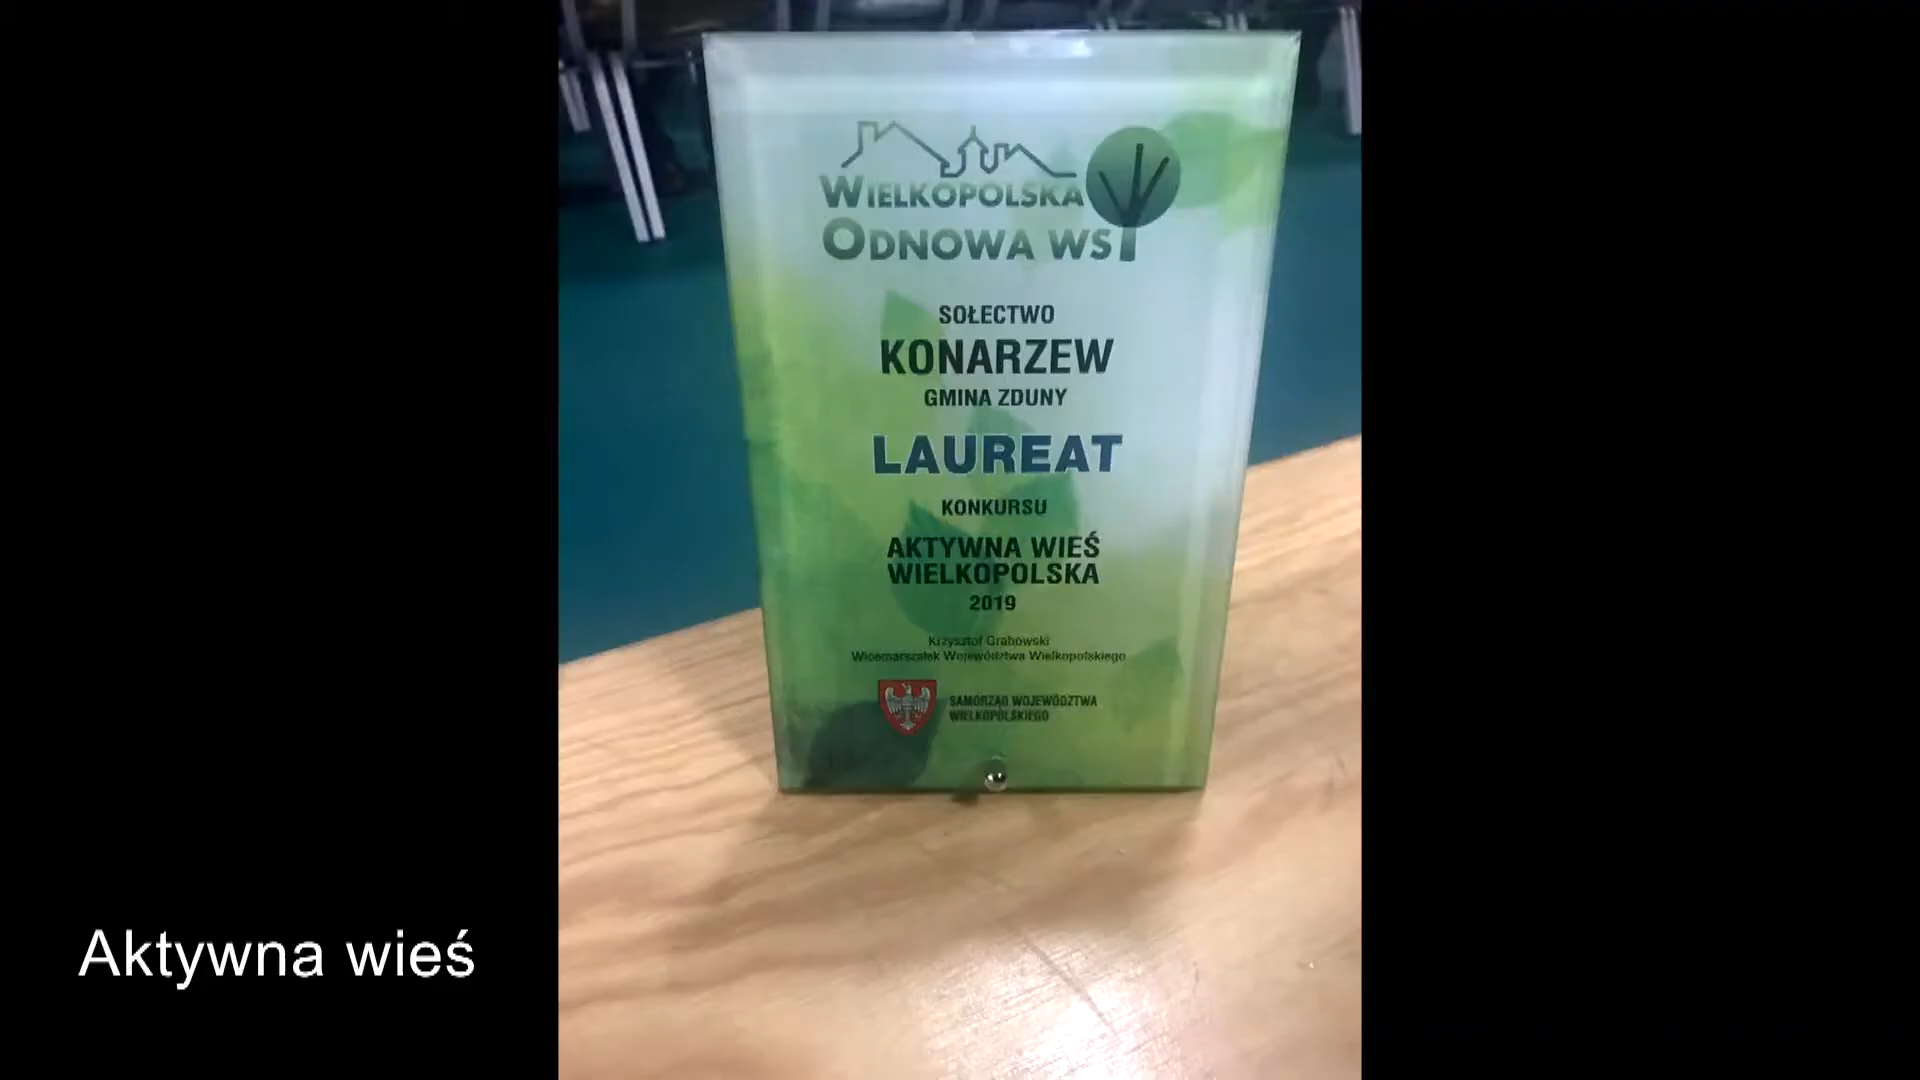 WIELKOPOLSKA
ODNOWA WSI
SOŁECTWO
KONARZEW
GMINA ZDUNY
LAUREAT
KONKURSU
AKTYWNA WIEŚ
WIELKOPOLSKA
2019
Krzysztof Grabowski
Wicemarszałek Województwa Wielkopolskiego
SAMORZĄD WOJEWÓDZTWA
WIELKOPOLSKIEGO
Aktywna wieś